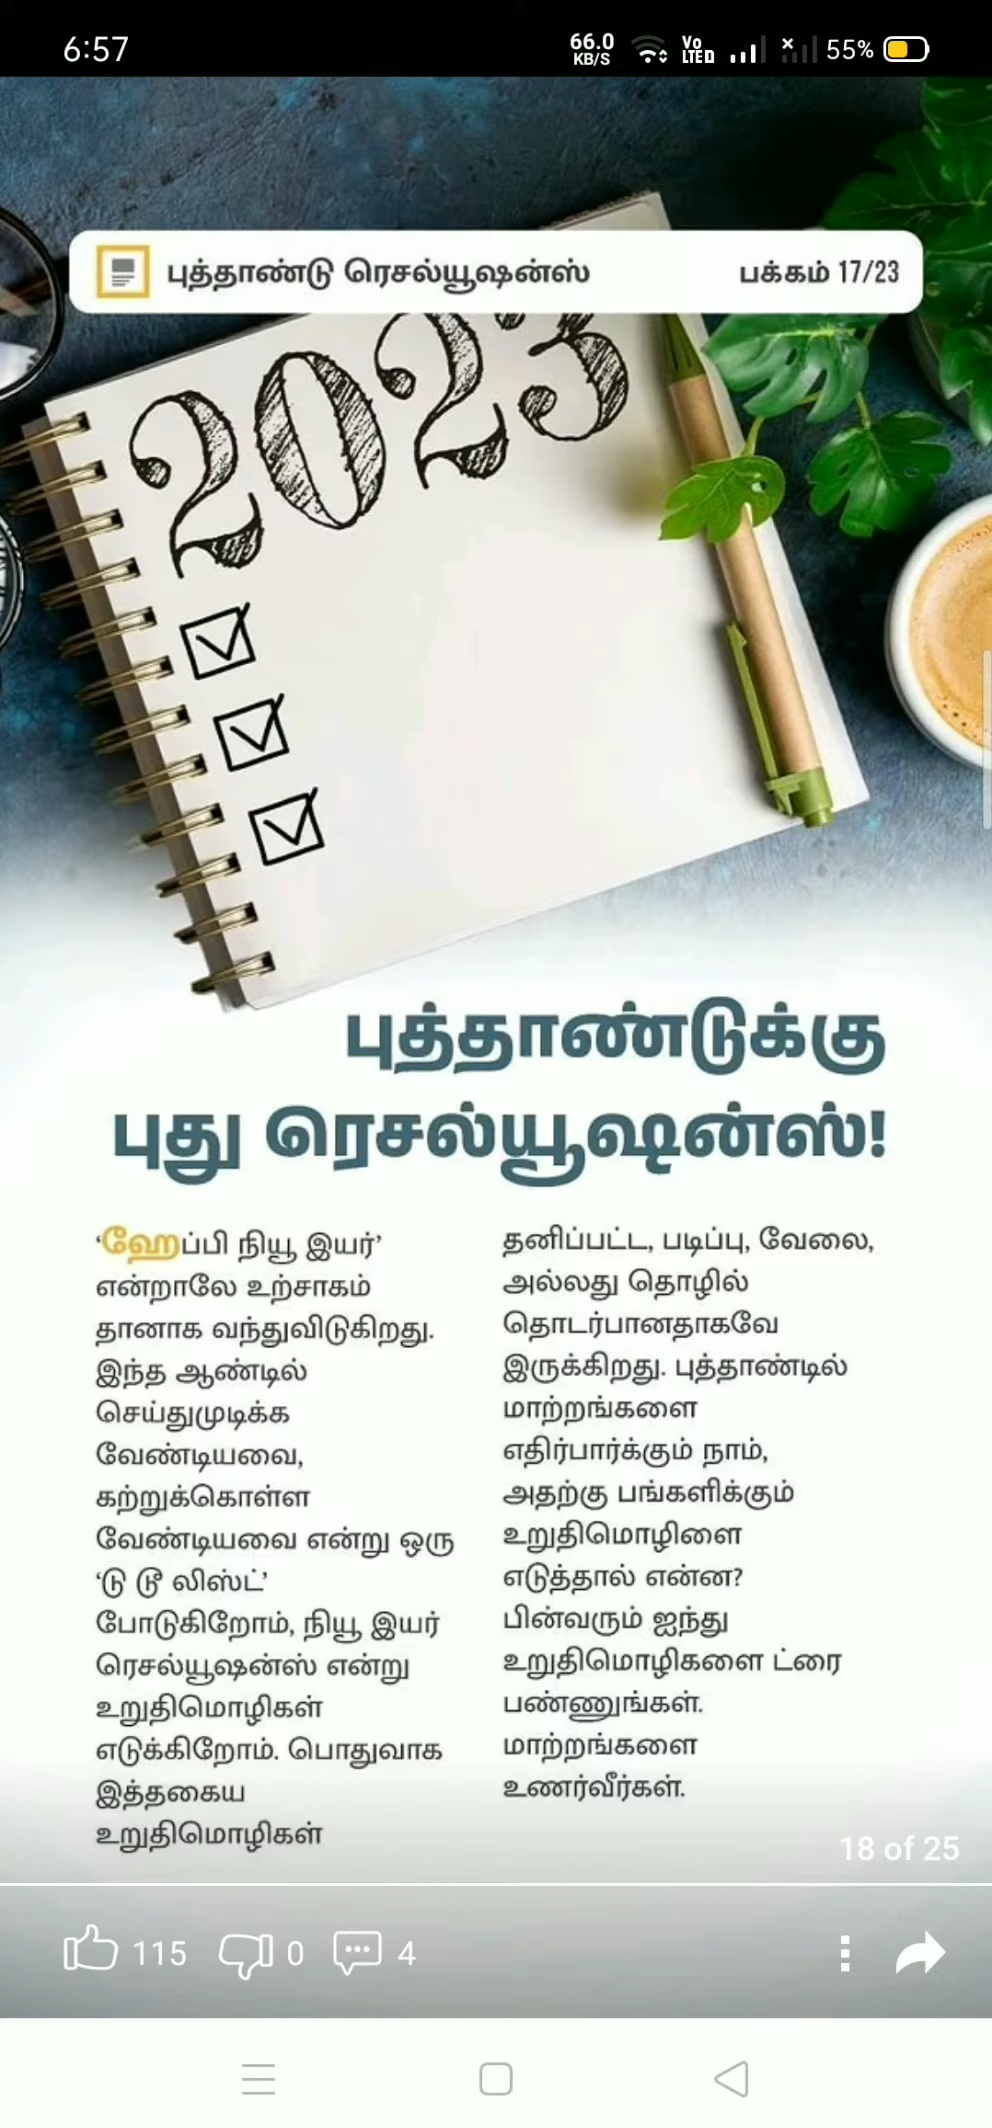 6:57
66.0
KB/S
Vo
LTE
55%
புத்தாண்டு ரெசல்யூஷன்ஸ்
பக்கம் 17/23
2023
புத்தாண்டுக்கு
புது ரெசல்யூஷன்ஸ்!
‘ஹேப்பி நியூ இயர்’
என்றாலே உற்சாகம்
தானாக வந்துவிடுகிறது.
இந்த ஆண்டில்
செய்துமுடிக்க
வேண்டியவை,
கற்றுக்கொள்ள
வேண்டியவை என்று ஒரு
‘டு டூ லிஸ்ட்’
போடுகிறோம், நியூ இயர்
ரெசல்யூஷன்ஸ் என்று
உறுதிமொழிகள்
எடுக்கிறோம். பொதுவாக
இத்தகைய
உறுதிமொழிகள்
தனிப்பட்ட, படிப்பு, வேலை,
அல்லது தொழில்
தொடர்பானதாகவே
இருக்கிறது. புத்தாண்டில்
மாற்றங்களை
எதிர்பார்க்கும் நாம்,
அதற்கு பங்களிக்கும்
உறுதிமொழிளை
எடுத்தால் என்ன?
பின்வரும் ஐந்து
உறுதிமொழிகளை ட்ரை
பண்ணுங்கள்.
மாற்றங்களை
உணர்வீர்கள்.
18 of 25
115
0
4